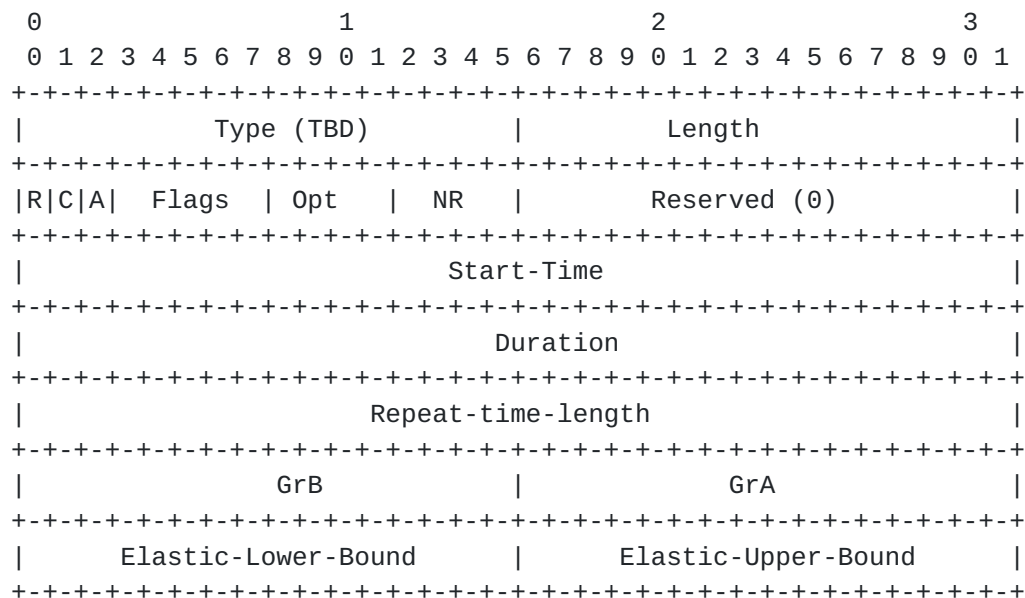 0                   1                   2                   3
 0 1 2 3 4 5 6 7 8 9 0 1 2 3 4 5 6 7 8 9 0 1 2 3 4 5 6 7 8 9 0 1
+-+-+-+-+-+-+-+-+-+-+-+-+-+-+-+-+-+-+-+-+-+-+-+-+-+-+-+-+-+-+-+-+
|            Type (TBD)         |         Length                |
+-+-+-+-+-+-+-+-+-+-+-+-+-+-+-+-+-+-+-+-+-+-+-+-+-+-+-+-+-+-+-+-+
|R|C|A|  Flags  | Opt   |  NR   |        Reserved (0)           |
+-+-+-+-+-+-+-+-+-+-+-+-+-+-+-+-+-+-+-+-+-+-+-+-+-+-+-+-+-+-+-+-+
|                           Start-Time                          |
+-+-+-+-+-+-+-+-+-+-+-+-+-+-+-+-+-+-+-+-+-+-+-+-+-+-+-+-+-+-+-+-+
|                              Duration                         |
+-+-+-+-+-+-+-+-+-+-+-+-+-+-+-+-+-+-+-+-+-+-+-+-+-+-+-+-+-+-+-+-+
|                      Repeat-time-length                       |
+-+-+-+-+-+-+-+-+-+-+-+-+-+-+-+-+-+-+-+-+-+-+-+-+-+-+-+-+-+-+-+-+
|                GrB            |             GrA               |
+-+-+-+-+-+-+-+-+-+-+-+-+-+-+-+-+-+-+-+-+-+-+-+-+-+-+-+-+-+-+-+-+
|      Elastic-Lower-Bound      |      Elastic-Upper-Bound      |
+-+-+-+-+-+-+-+-+-+-+-+-+-+-+-+-+-+-+-+-+-+-+-+-+-+-+-+-+-+-+-+-+